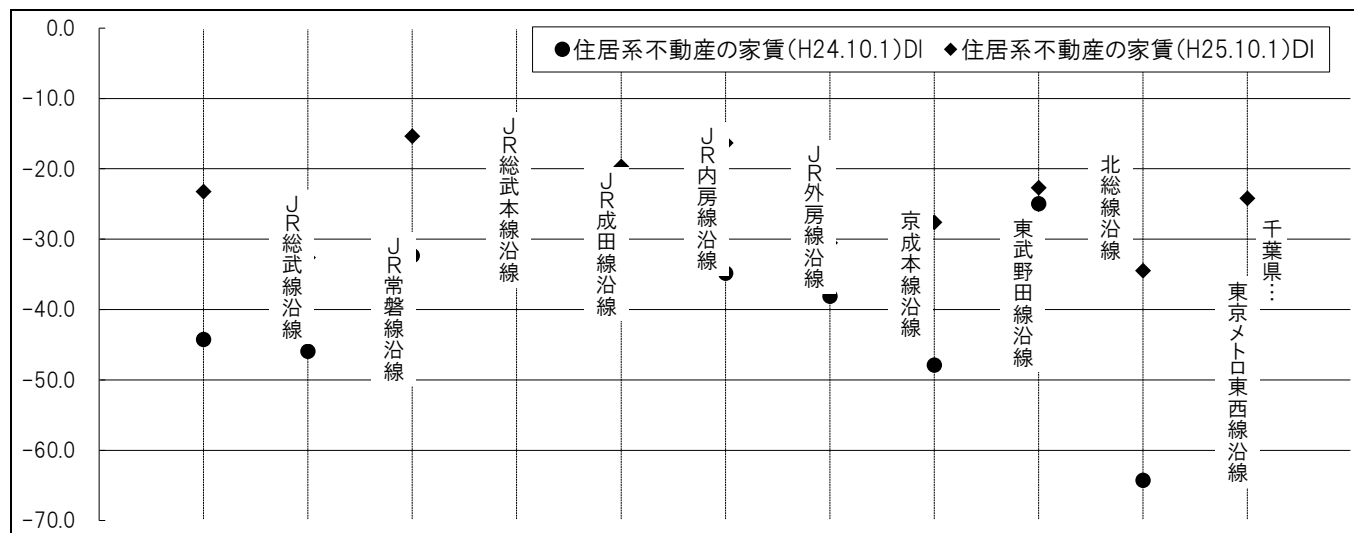 0.0
-10.0
-20.0
-30.0
-40.0
-50.0
-60.0
-70.0
●住居系不動産の家賃(H24.10.1)DI ◆住居系不動産の家賃(H25.10.1)DI
JR総武線沿線
JR常磐線沿線
JR総武本線沿線
JR成田線沿線
JR内房線沿線
JR外房線沿線
京成本線沿線
東武野田線沿線
北総線沿線
東京メトロ東西線沿線
千葉県…